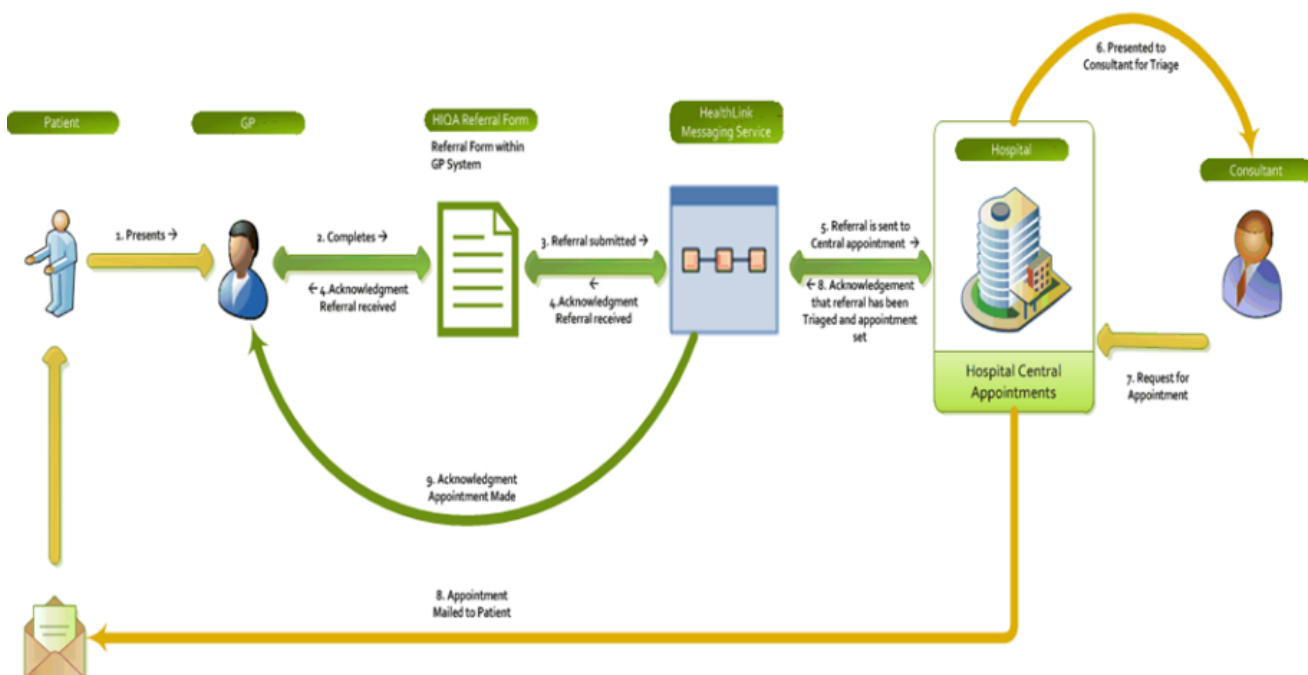 Patient
GP
HIQA Referral Form
Referral Form within
GP System
HealthLink
Messaging Service
Hospital
Consultant
1. Presents →
2. Completes →
← 4.Acknowledgment
Referral received
3. Referral submitted →
←
4.Acknowledgment
Referral received
5. Referral is sent to
Central appointment →
← 8. Acknowledgement
that referral has been
Triaged and appointment
set
6. Presented to
Consultant for Triage
7. Request for
Appointment
Hospital Central
Appointments
9. Acknowledgment
Appointment Made
8. Appointment
Mailed to Patient